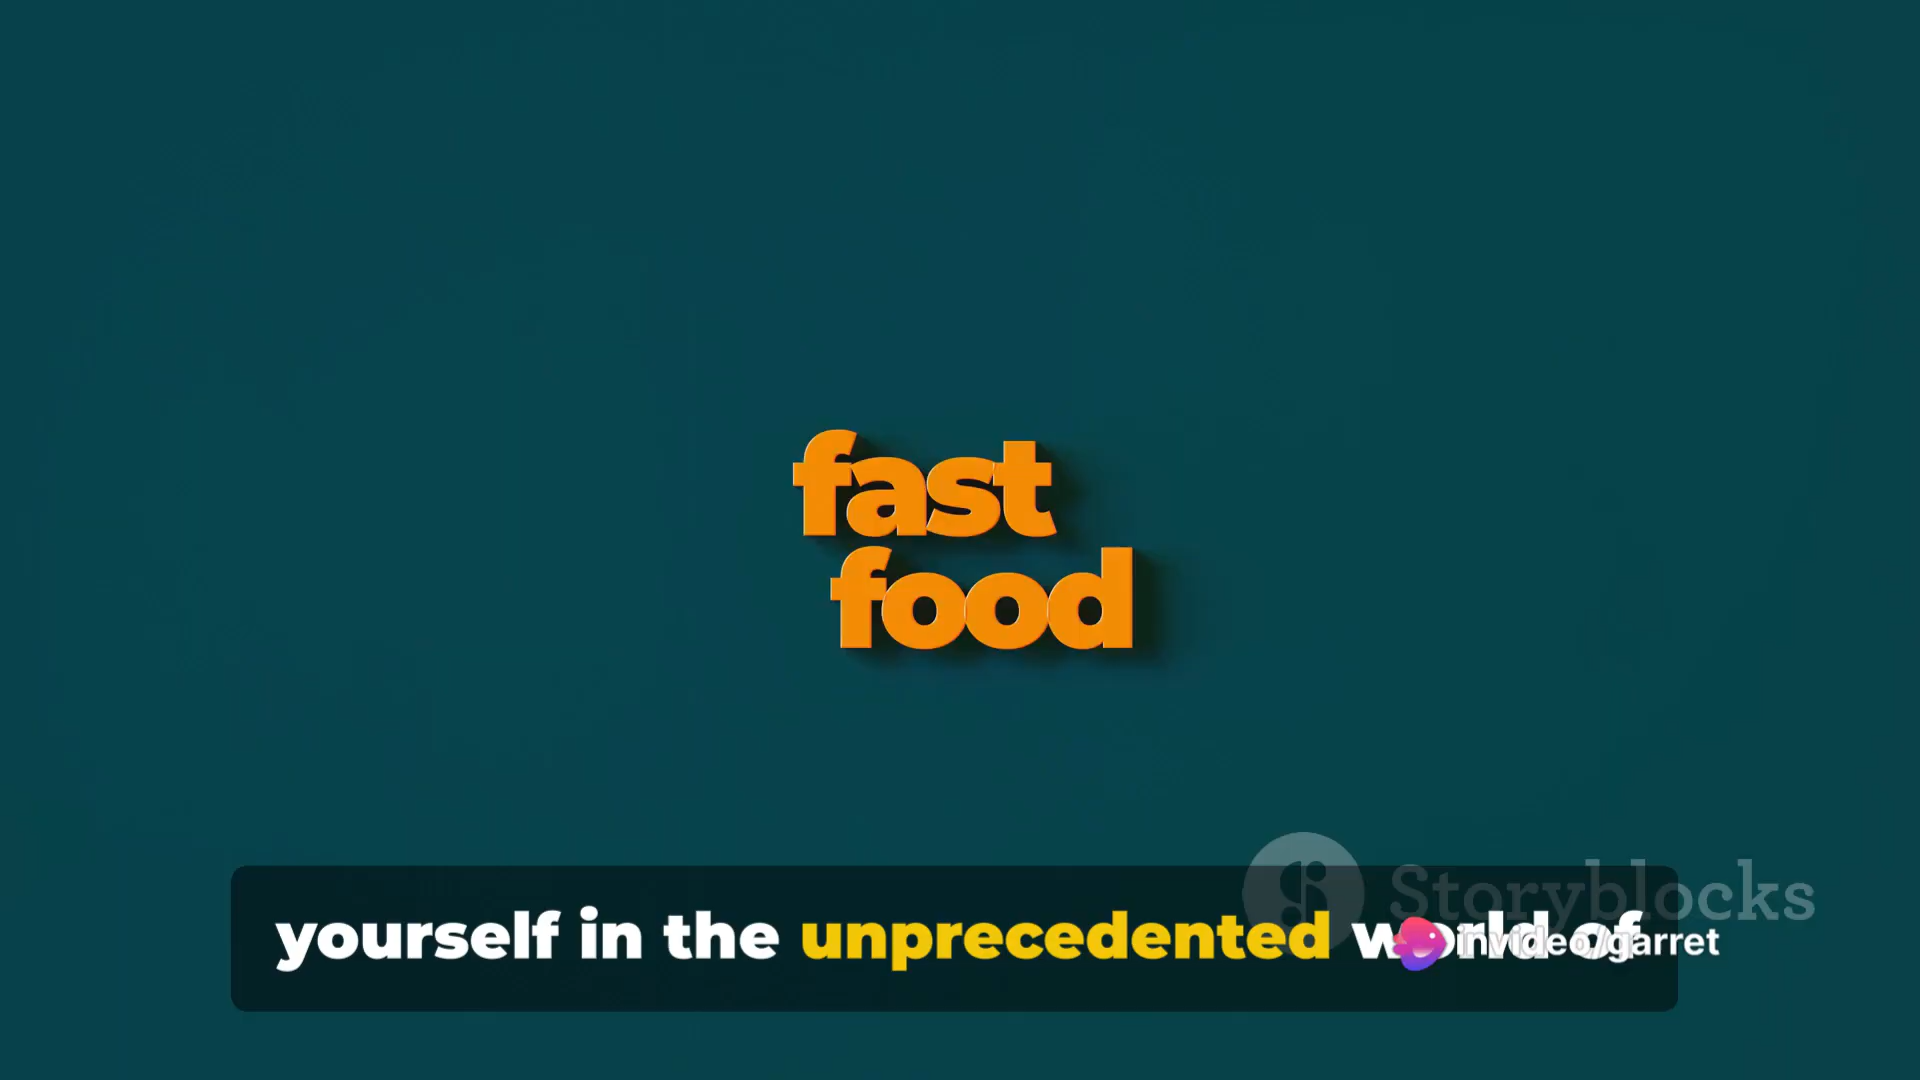 fast
food
Storyblocks
yourself in the unprecedented world of
invideo/garret